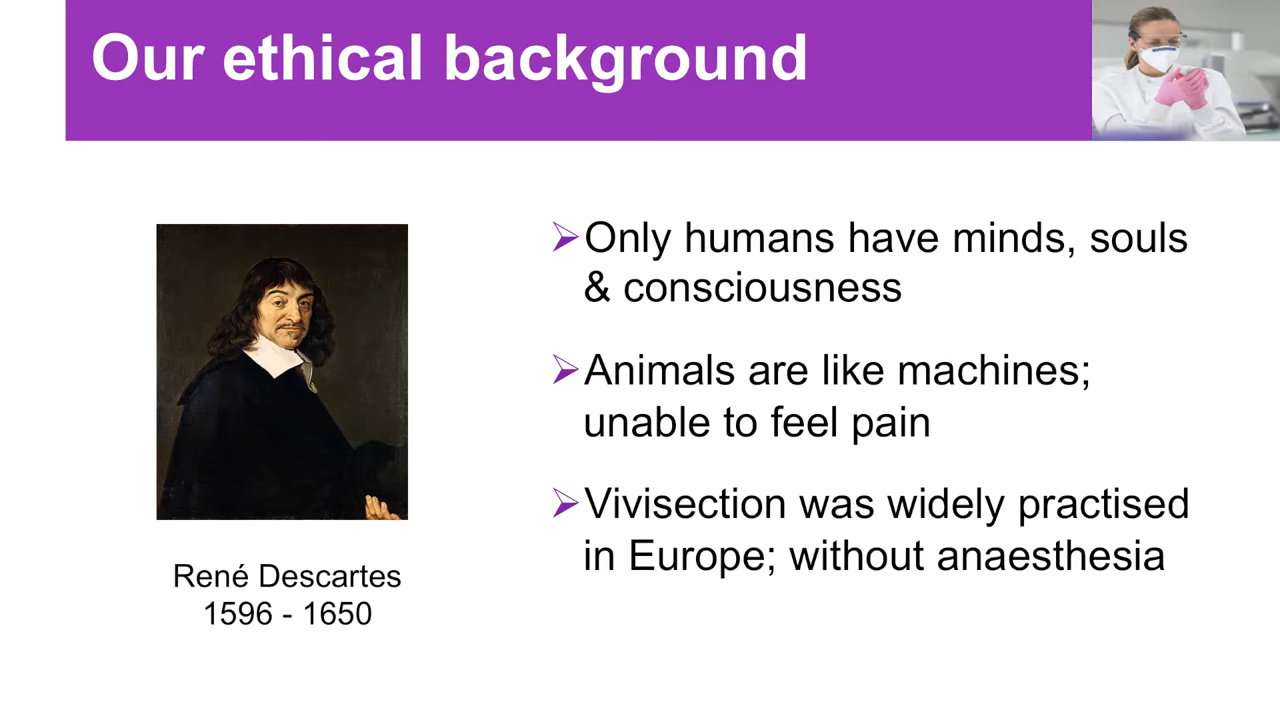 Our ethical background
➢Only humans have minds, souls
& consciousness
➢Animals are like machines;
unable to feel pain
➢Vivisection was widely practised
in Europe; without anaesthesia
René Descartes
1596 - 1650